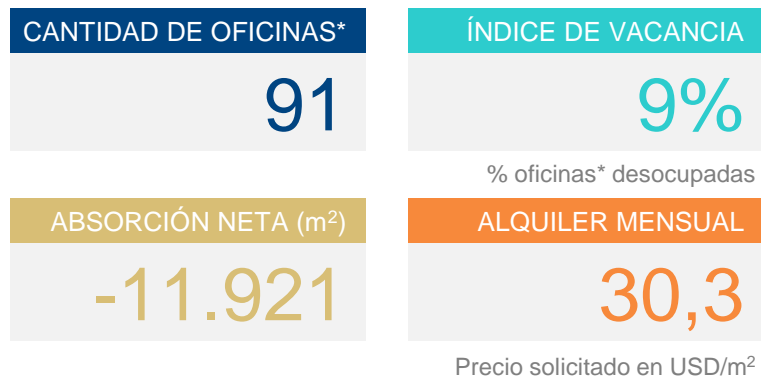 CANTIDAD DE OFICINAS*
91
ÍNDICE DE VACANCIA
9%
% oficinas* desocupadas
ABSORCIÓN NETA (m²)
-11.921
ALQUILER MENSUAL
30,3
Precio solicitado en USD/m²